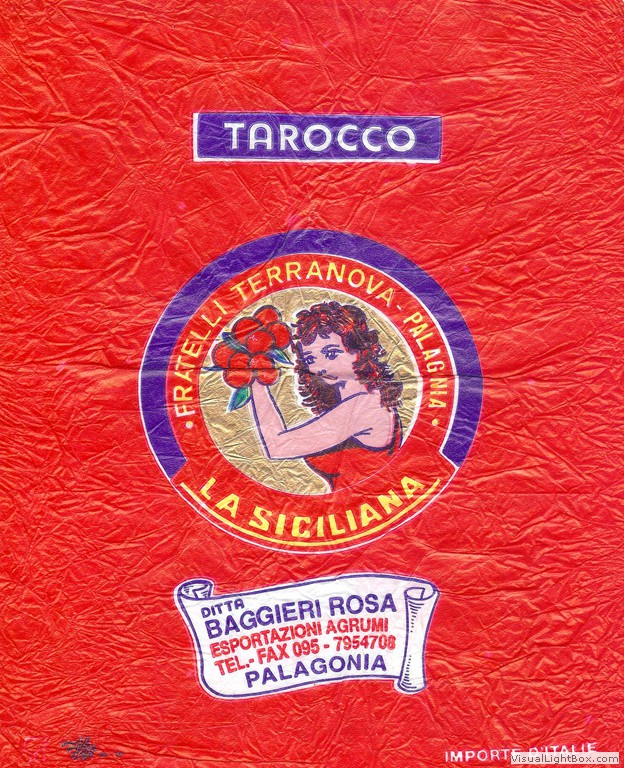 TAROCCO
• FRATELLI TERRANOVA - PALAGNIA •
LA SICILIANA
DITTA
BAGGIERI ROSA
ESPORTAZIONI AGRUMI
TEL.- FAX 095 - 7954708
PALAGONIA
IMPORTE D'ITALIE
VisualLightBox.com